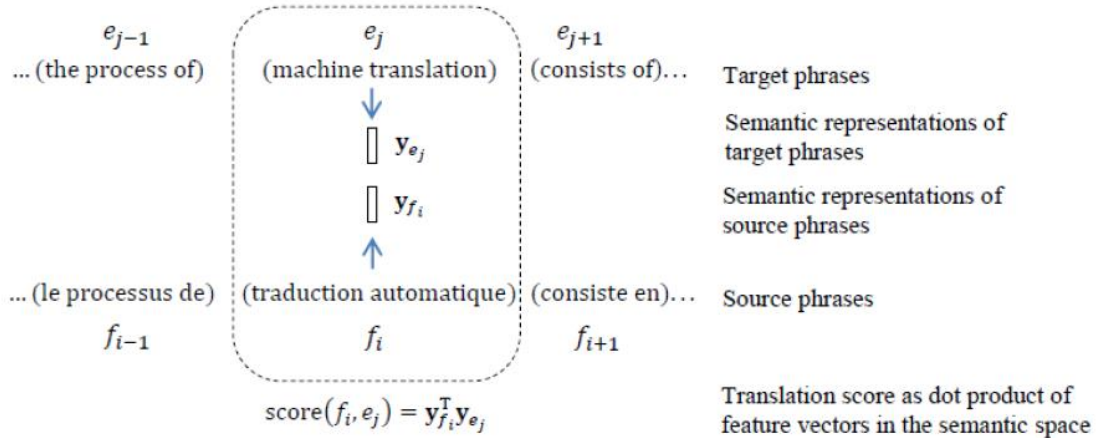 e_{j−1} e_j e_{j+1}
... (the process of) (machine translation) (consists of)... Target phrases
Semantic representations of
target phrases
y_{e_j}
y_{f_i}
Semantic representations of
source phrases
... (le processus de) (traduction automatique) (consiste en)... Source phrases
f_{i−1} f_i f_{i+1}
score(f_i, e_j) = y_{f_i}^T y_{e_j}
Translation score as dot product of
feature vectors in the semantic space